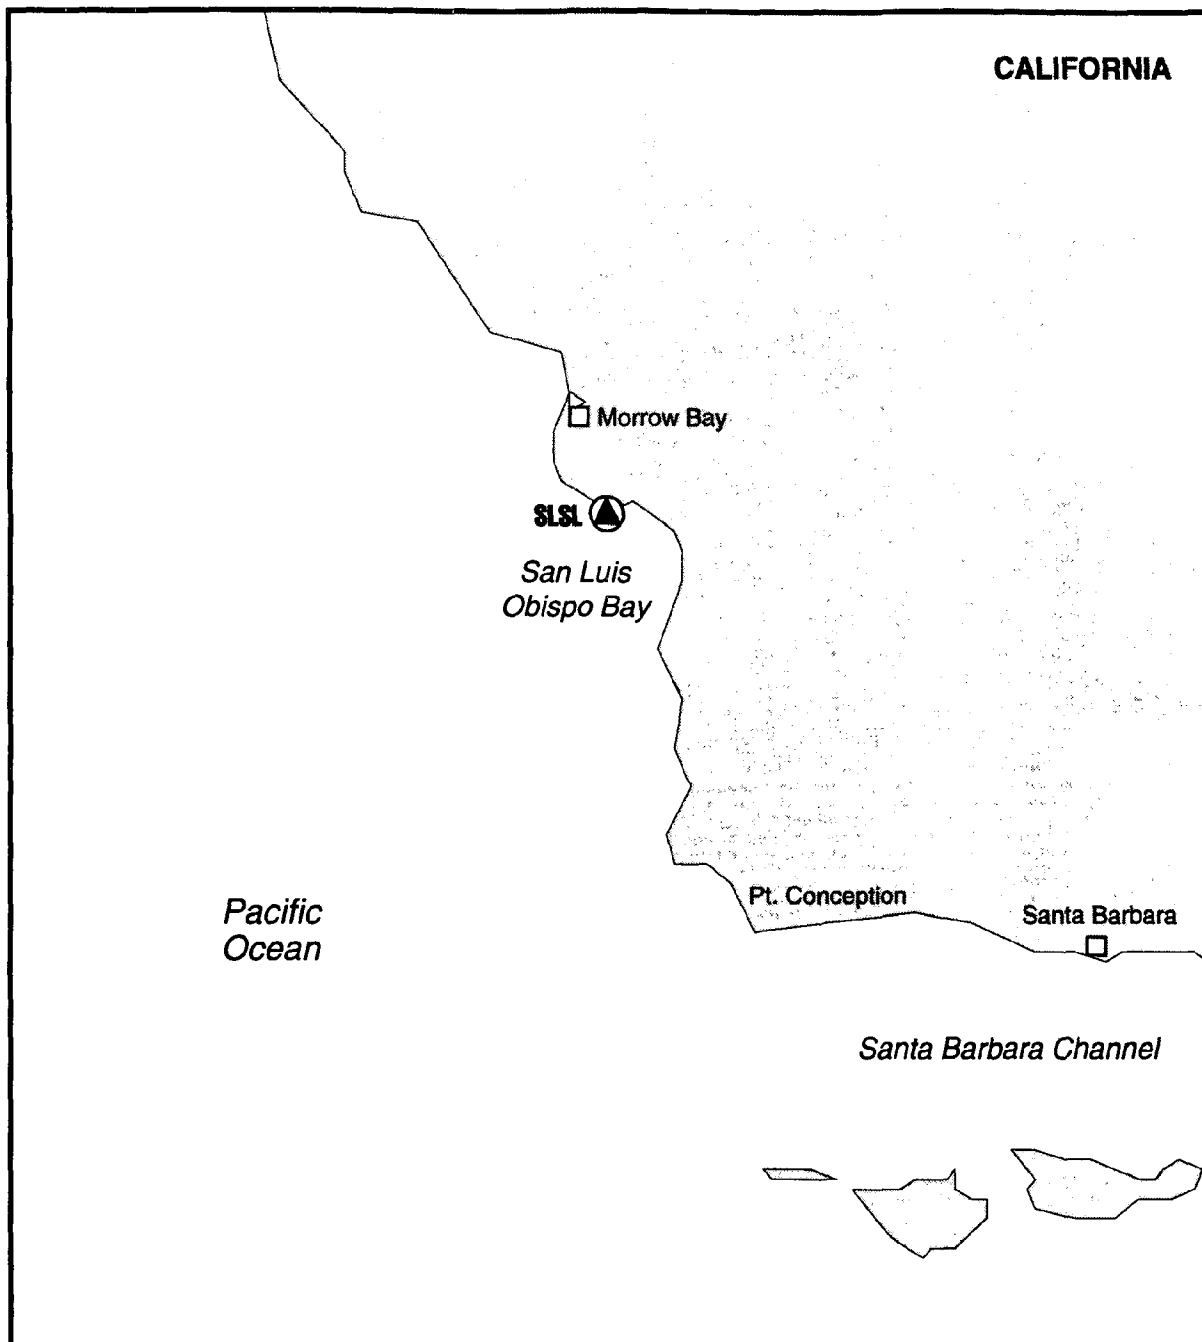 CALIFORNIA
Morrow Bay
SLSL
San Luis
Obispo Bay
Pt. Conception
Pacific
Ocean
Santa Barbara
Santa Barbara Channel